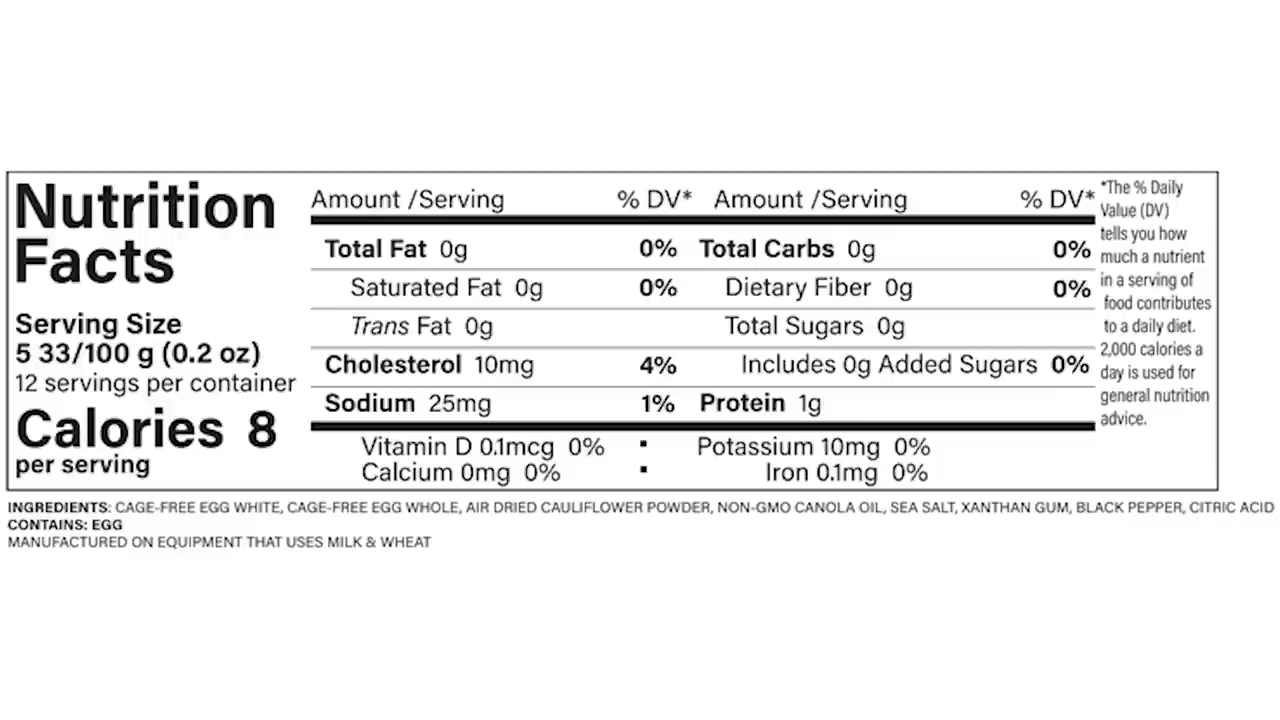 Nutrition
Facts
Serving Size
5 33/100 g (0.2 oz)
12 servings per container
Calories 8
per serving
Amount /Serving % DV* Amount /Serving % DV*
Total Fat 0g 0% Total Carbs 0g 0%
Saturated Fat 0g 0% Dietary Fiber 0g 0%
Trans Fat 0g Total Sugars 0g
Cholesterol 10mg 4% Includes 0g Added Sugars 0%
Sodium 25mg 1% Protein 1g
Vitamin D 0.1mcg 0% ▪ Potassium 10mg 0%
Calcium 0mg 0% ▪ Iron 0.1mg 0%
*The % Daily
Value (DV)
tells you how
much a nutrient
in a serving of
food contributes
to a daily diet.
2,000 calories a
day is used for
general nutrition
advice.
INGREDIENTS: CAGE-FREE EGG WHITE, CAGE-FREE EGG WHOLE, AIR DRIED CAULIFLOWER POWDER, NON-GMO CANOLA OIL, SEA SALT, XANTHAN GUM, BLACK PEPPER, CITRIC ACID
CONTAINS: EGG
MANUFACTURED ON EQUIPMENT THAT USES MILK & WHEAT